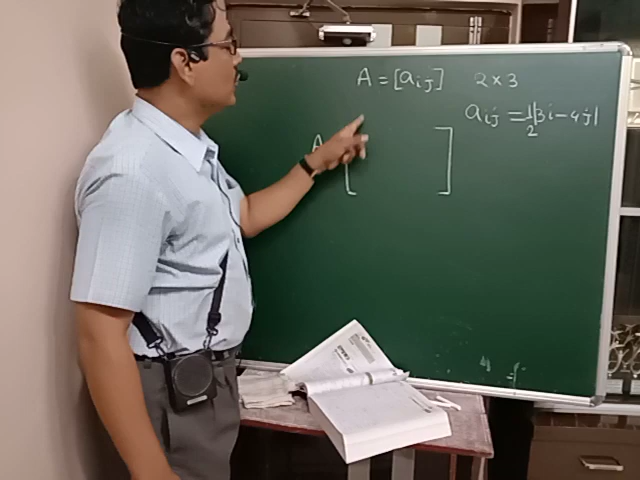 A = [aij] 2 × 3
aij = 1/2|3i - 4j|
A